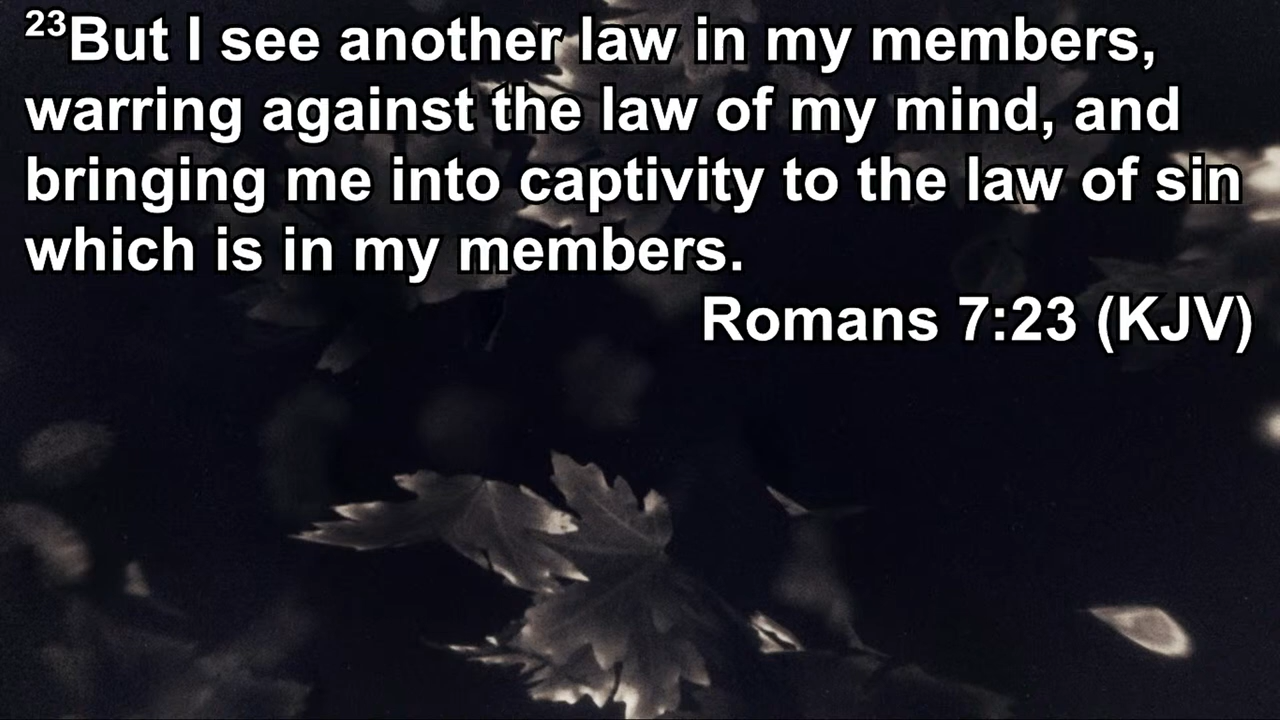 23But I see another law in my members,
warring against the law of my mind, and
bringing me into captivity to the law of sin
which is in my members.
Romans 7:23 (KJV)